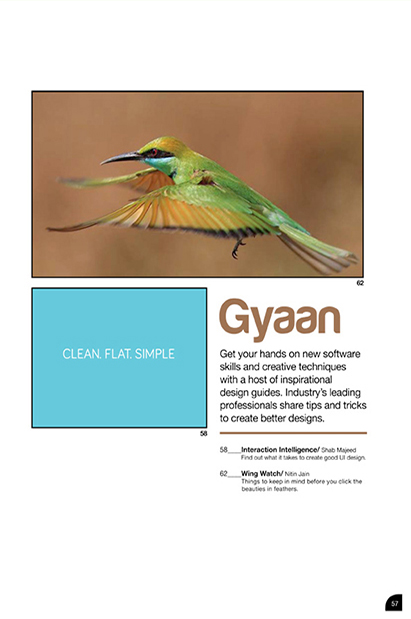 62
CLEAN. FLAT. SIMPLE
58
Gyaan
Get your hands on new software
skills and creative techniques
with a host of inspirational
design guides. Industry's leading
professionals share tips and tricks
to create better designs.
58___Interaction Intelligence/ Shab Majeed
Find out what it takes to create good UI design.
62___Wing Watch/ Nitin Jain
Things to keep in mind before you click the
beauties in feathers.
57